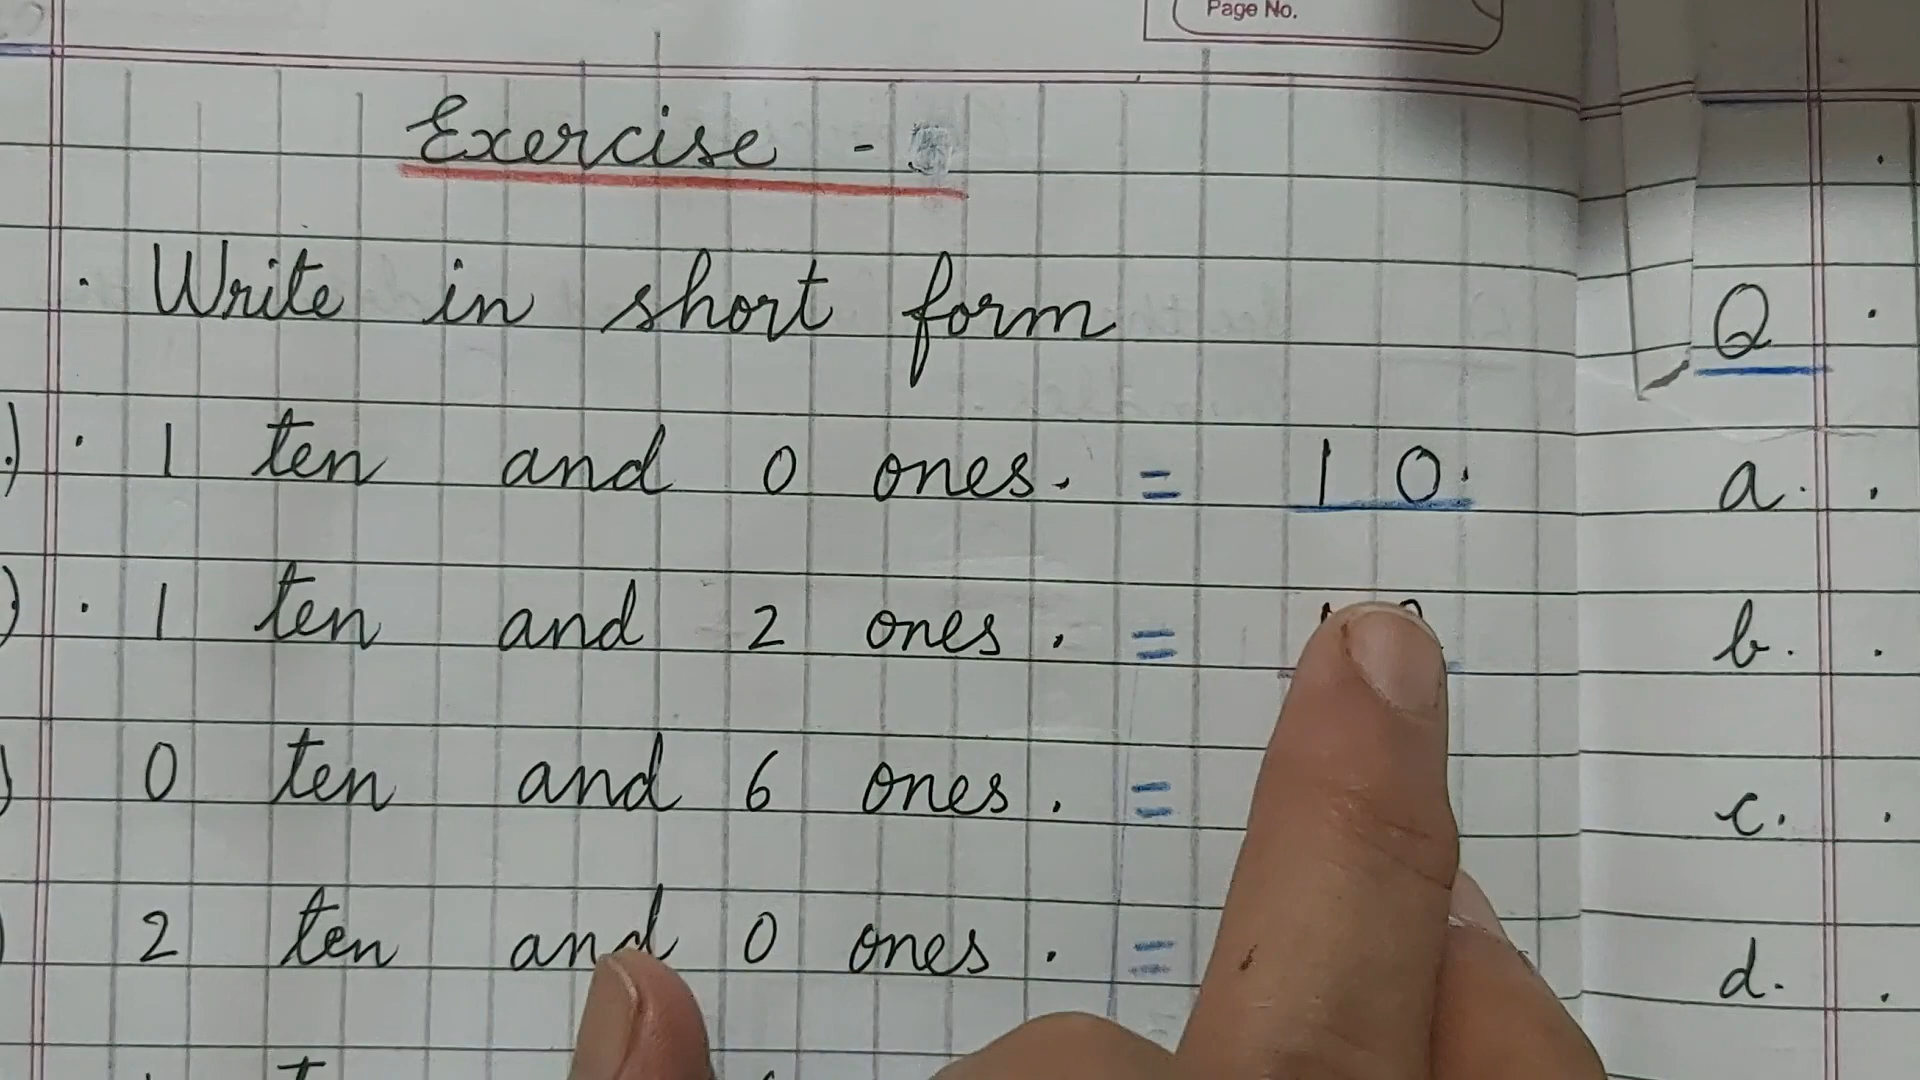 Page No.
Exercise -
. Write in short form
.) . 1 ten and 0 ones. = 10.
) . 1 ten and 2 ones. =
) 0 ten and 6 ones. =
) 2 ten and 0 ones. =
Q .
a. .
b. .
c. .
d. .